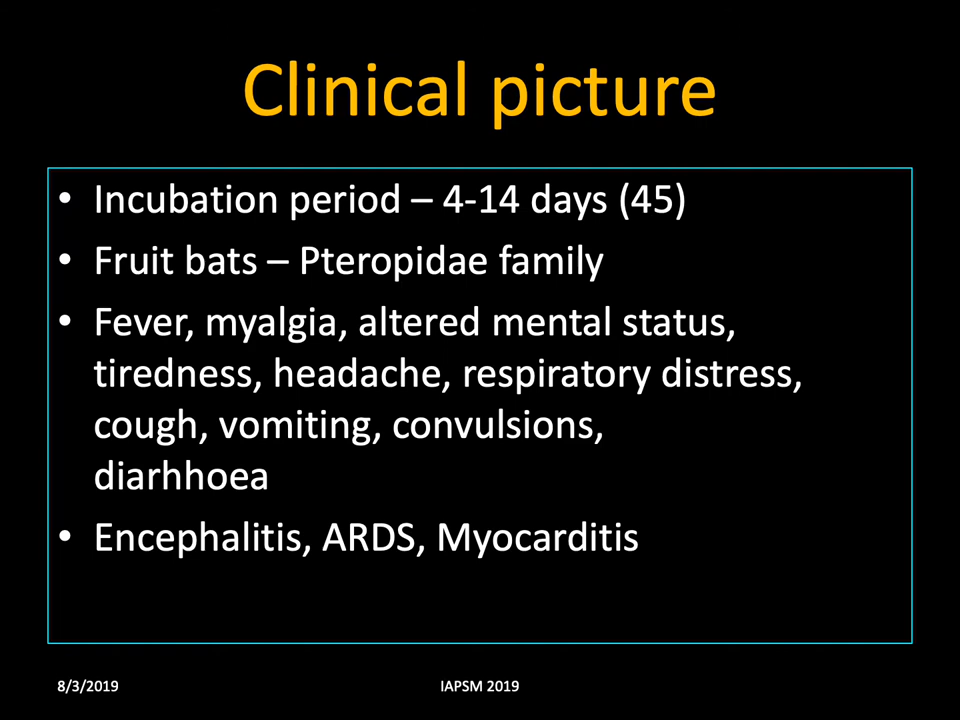 Clinical picture
• Incubation period – 4-14 days (45)
• Fruit bats – Pteropidae family
• Fever, myalgia, altered mental status,
tiredness, headache, respiratory distress,
cough, vomiting, convulsions,
diarhhoea
• Encephalitis, ARDS, Myocarditis
8/3/2019
IAPSM 2019